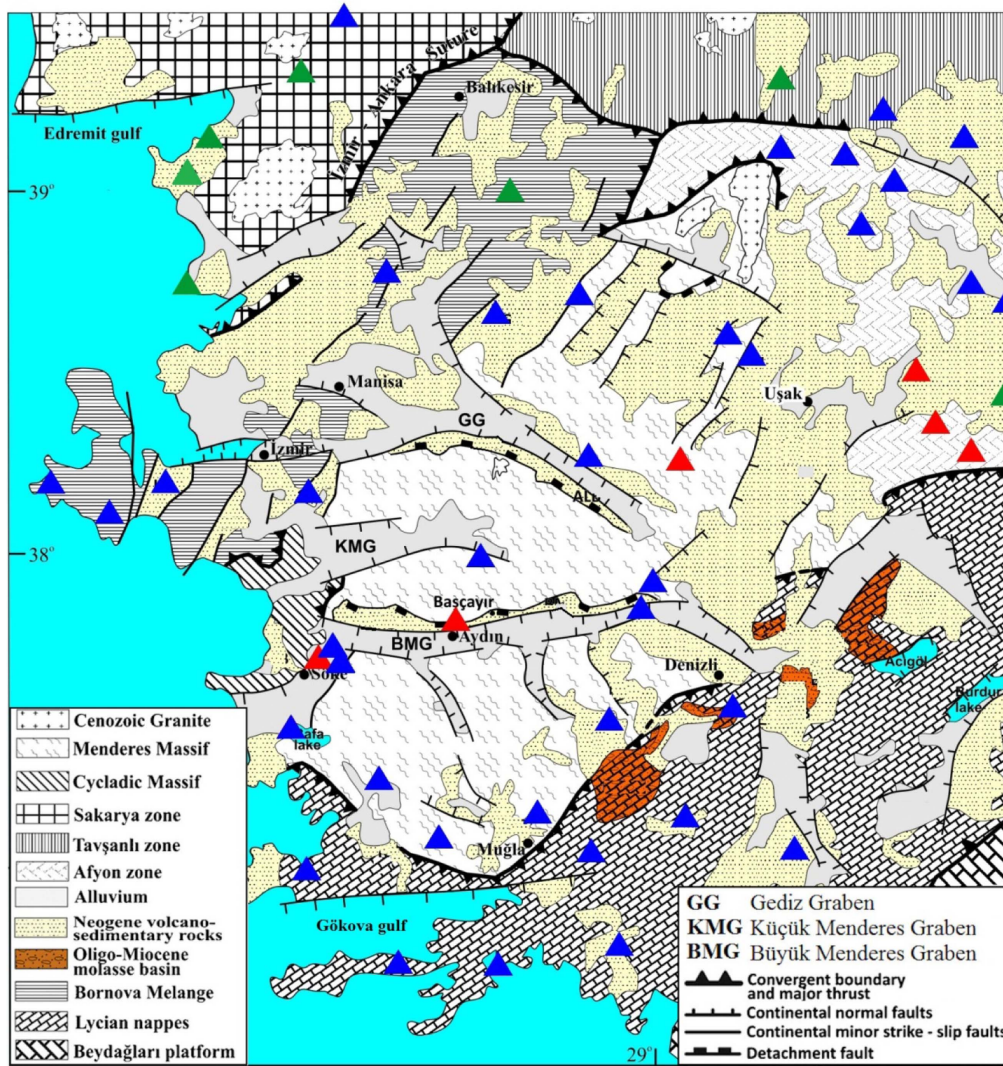 İzmir - Ankara Suture
Balıkesir
Edremit gulf
39°
Manisa
Uşak
GG
İzmir
38°
KMG
Başçayır
BMG
Aydın
Söke
Denizli
Acıgöl
Burdur
lake
lake
Muğla
Gökova gulf
29°
Cenozoic Granite
Menderes Massif
Cycladic Massif
Sakarya zone
Tavşanlı zone
Afyon zone
Alluvium
Neogene volcano-
sedimentary rocks
Oligo-Miocene
molasse basin
Bornova Melange
Lycian nappes
Beydağları platform
GG Gediz Graben
KMG Küçük Menderes Graben
BMG Büyük Menderes Graben
Convergent boundary
and major thrust
Continental normal faults
Continental minor strike - slip faults
Detachment fault